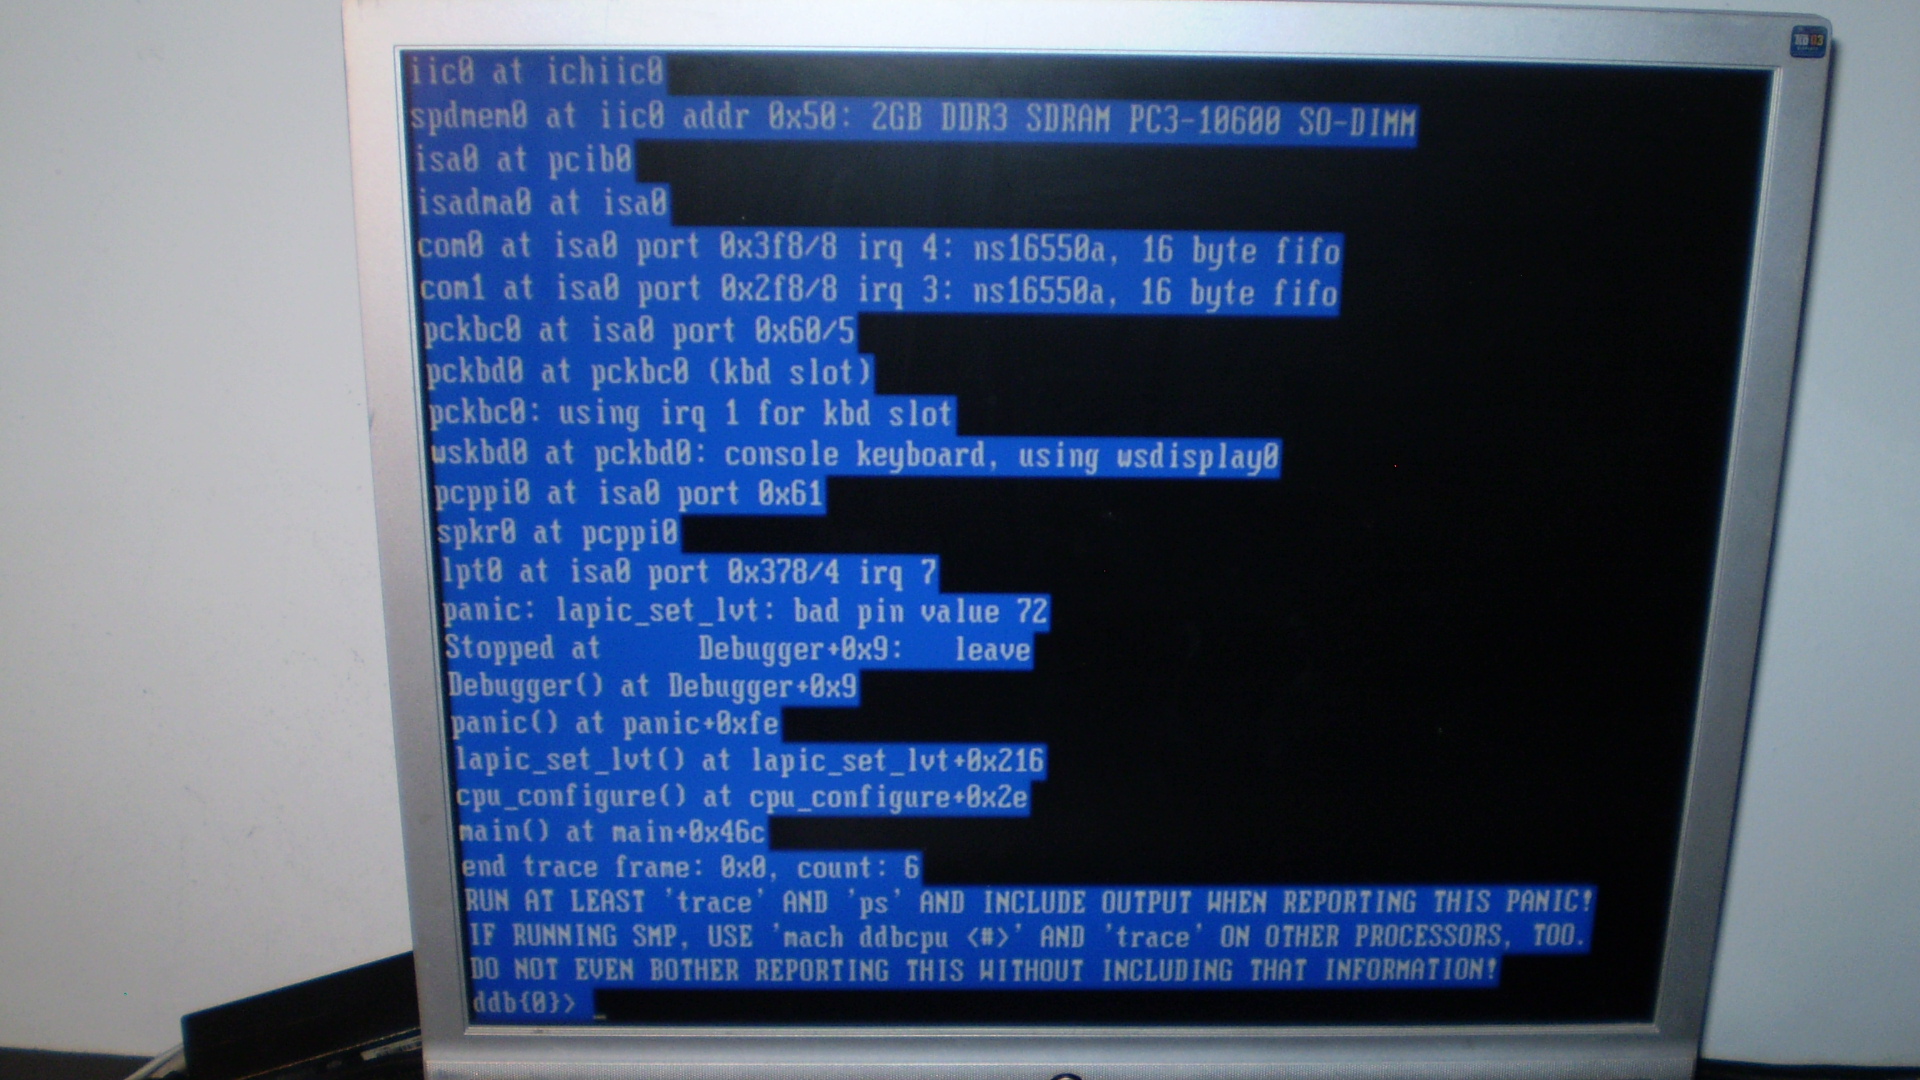 iic0 at ichiic0
spdmem0 at iic0 addr 0x50: 2GB DDR3 SDRAM PC3-10600 SO-DIMM
isa0 at pcib0
isadma0 at isa0
com0 at isa0 port 0x3f8/8 irq 4: ns16550a, 16 byte fifo
com1 at isa0 port 0x2f8/8 irq 3: ns16550a, 16 byte fifo
pckbc0 at isa0 port 0x60/5
pckbd0 at pckbc0 (kbd slot)
pckbc0: using irq 1 for kbd slot
wskbd0 at pckbd0: console keyboard, using wsdisplay0
pcppi0 at isa0 port 0x61
spkr0 at pcppi0
lpt0 at isa0 port 0x378/4 irq 7
panic: lapic_set_lvt: bad pin value 72
Stopped at      Debugger+0x9:   leave
Debugger() at Debugger+0x9
panic() at panic+0xfe
lapic_set_lvt() at lapic_set_lvt+0x216
cpu_configure() at cpu_configure+0x2e
main() at main+0x46c
end trace frame: 0x0, count: 6
RUN AT LEAST 'trace' AND 'ps' AND INCLUDE OUTPUT WHEN REPORTING THIS PANIC!
IF RUNNING SMP, USE 'mach ddbcpu <#>' AND 'trace' ON OTHER PROCESSORS, TOO.
DO NOT EVEN BOTHER REPORTING THIS WITHOUT INCLUDING THAT INFORMATION!
ddb{0}> _